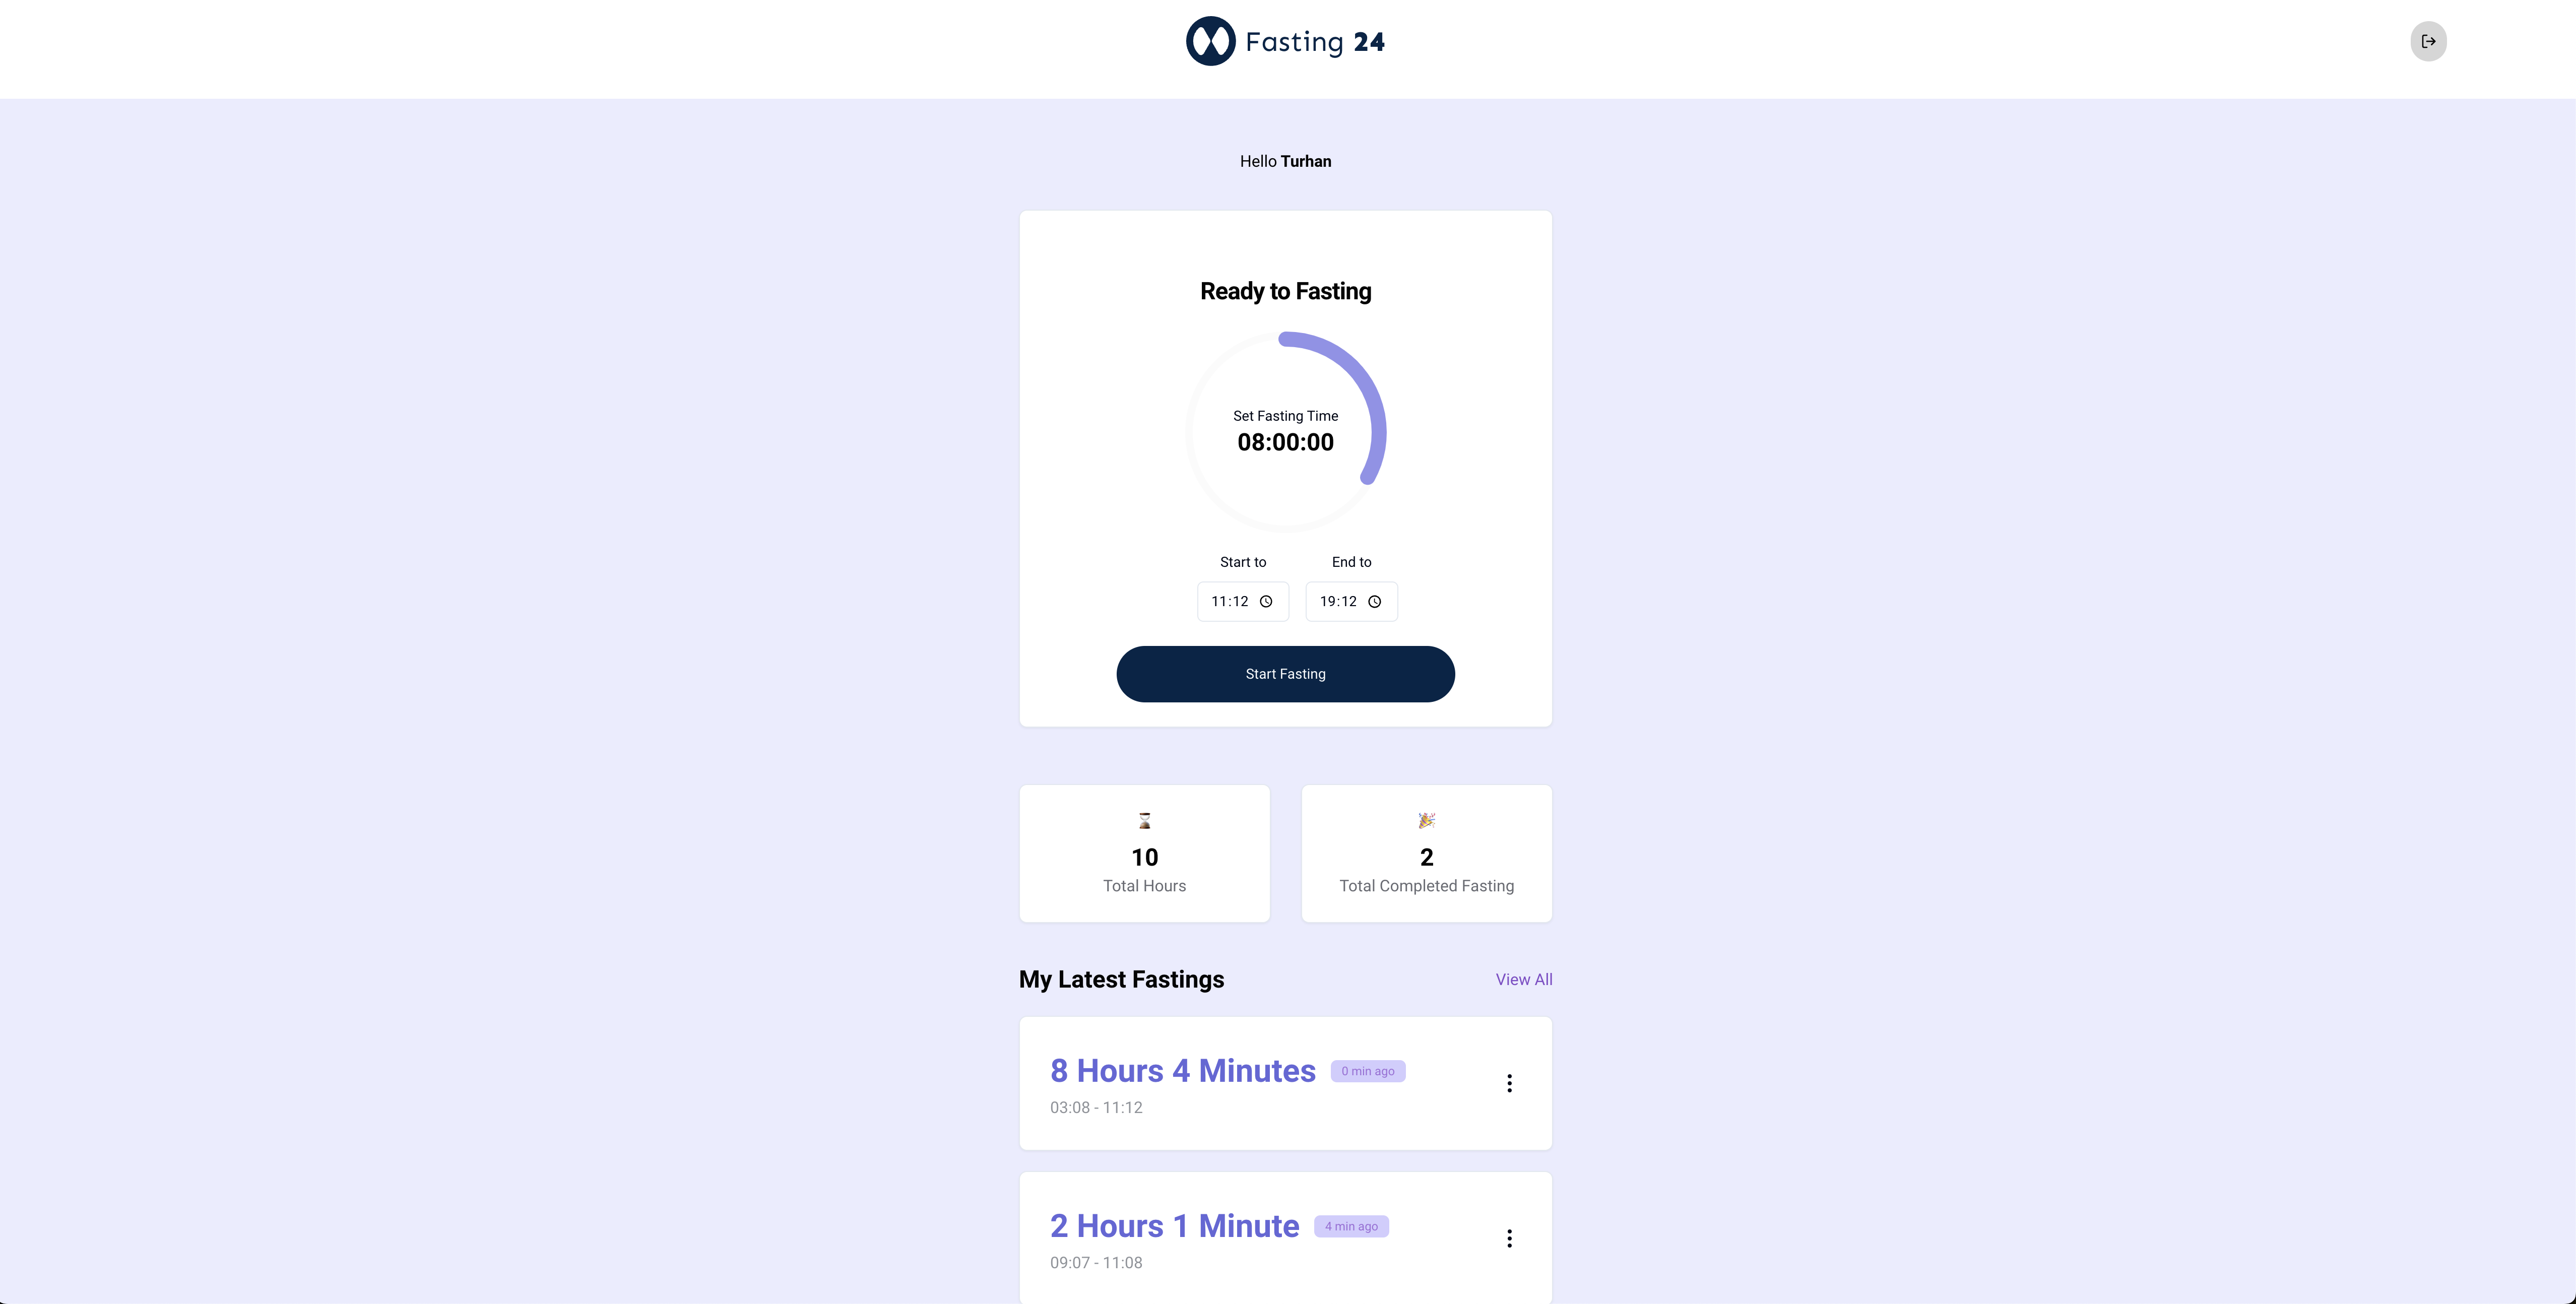 Fasting 24
Hello Turhan
Ready to Fasting
Set Fasting Time
08:00:00
Start to End to
11:12 19:12
Start Fasting
10 2
Total Hours Total Completed Fasting
My Latest Fastings View All
8 Hours 4 Minutes 0 min ago
03:08 - 11:12
2 Hours 1 Minute 4 min ago
09:07 - 11:08